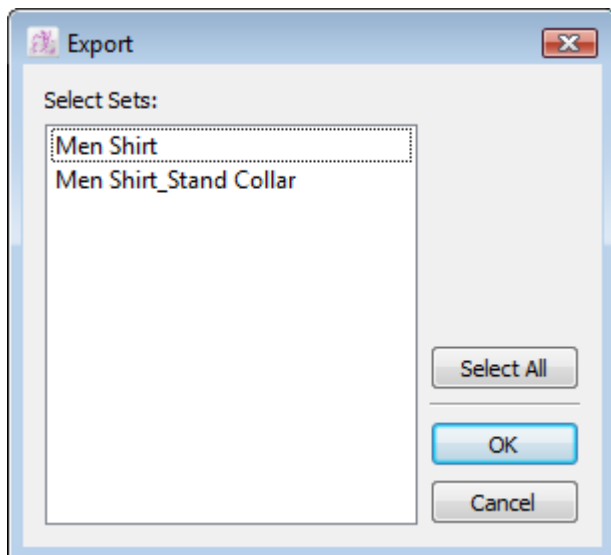 Export
Select Sets:
Men Shirt
Men Shirt_Stand Collar
Select All
OK
Cancel